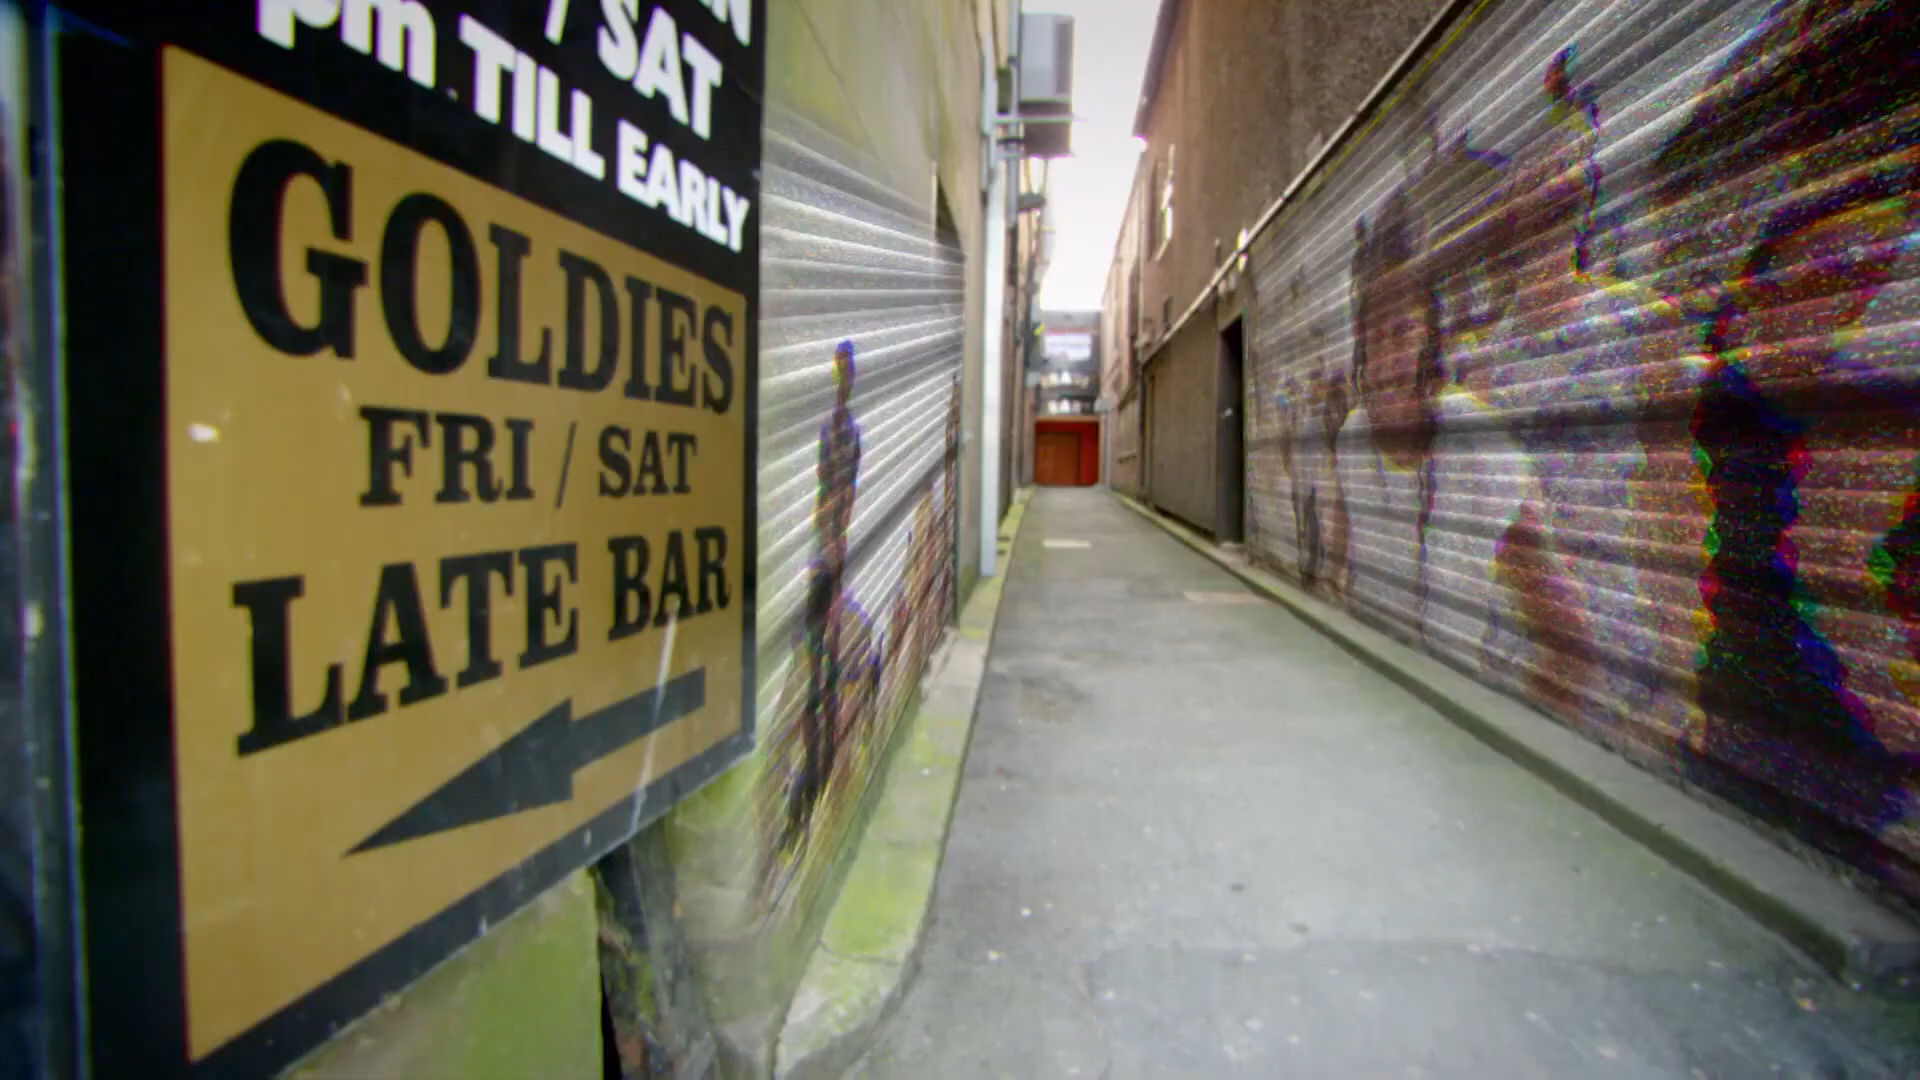 / SAT
pm TILL EARLY
GOLDIES
FRI / SAT
LATE BAR